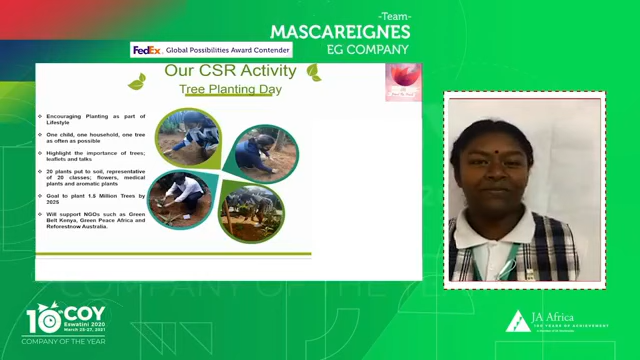 -Team-
MASCAREIGNES
EG COMPANY
FedEx. Global Possibilities Award Contender
Our CSR Activity
Tree Planting Day
Encouraging Planting as part of
Lifestyle
One child, one household, one tree
as often as possible
Highlight the importance of trees;
leaflets and talks
20 plants put to soil, representative
of 20 classes; flowers, medical
plants and aromatic plants
Goal to plant 1.5 Million Trees by
2025
Will support NGOs such as Green
Belt Kenya, Green Peace Africa and
Reforestnow Australia.
10 COY
Eswatini 2020
March 25-27, 2021
COMPANY OF THE YEAR
JA Africa
100 YEARS OF ACHIEVEMENT